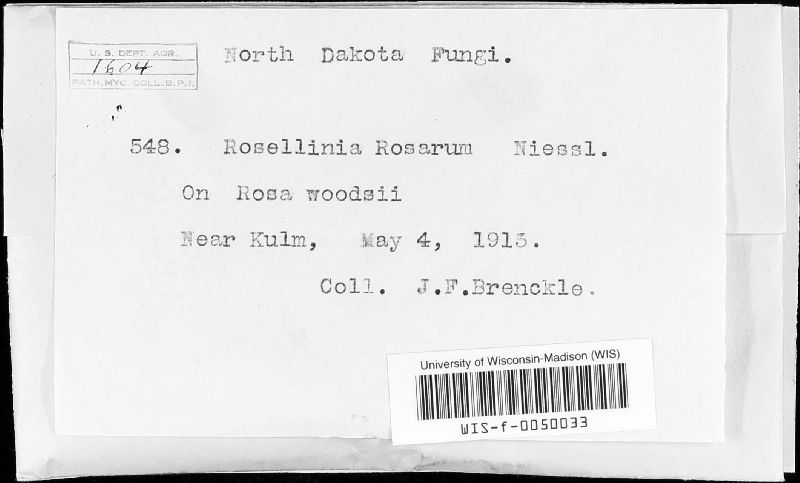 U. S. DEPT. AGR.
1604
PATH. MYC. COLL. B. P. I.
North Dakota Fungi.
548. Rosellinia Rosarum Niessl.
On Rosa woodsii
Near Kulm, May 4, 1913.
Coll. J.F.Brenckle.
University of Wisconsin-Madison (WIS)
WIS-f-0050033